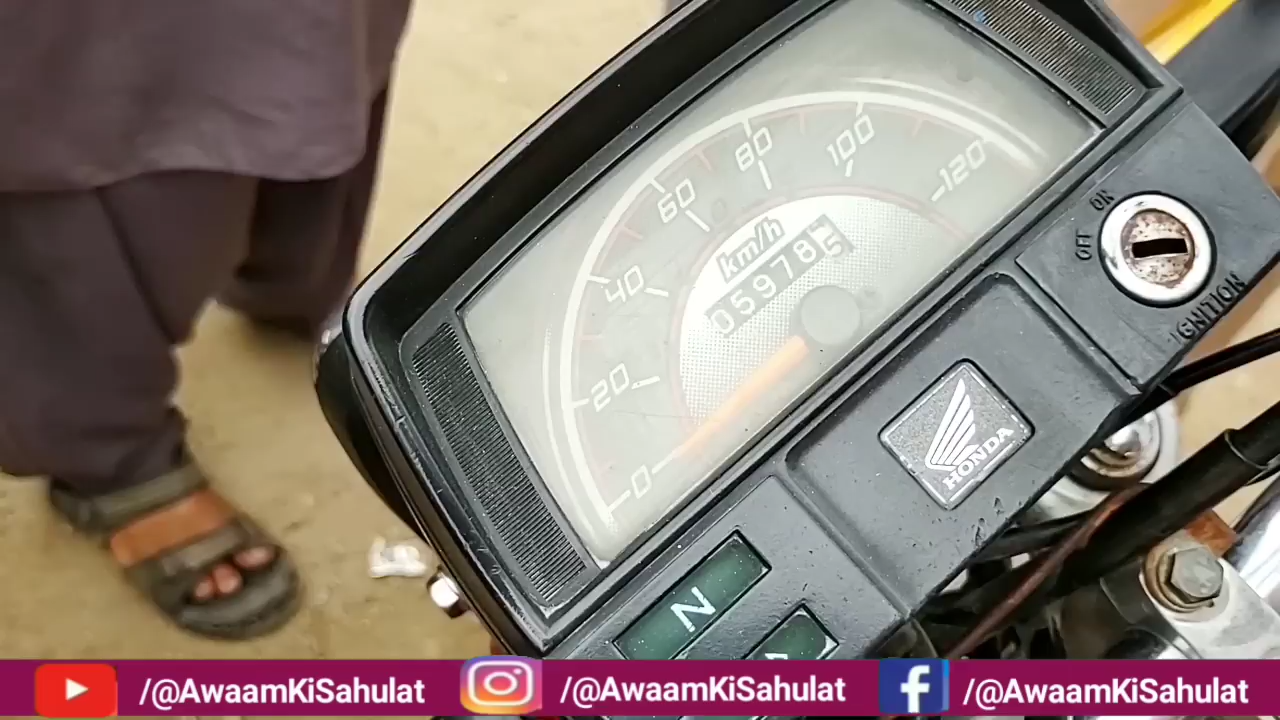 0
20
40
60
80
100
120
km/h
059785
ON
OFF
IGNITION
HONDA
N
/@AwaamKiSahulat
/@AwaamKiSahulat
/@AwaamKiSahulat